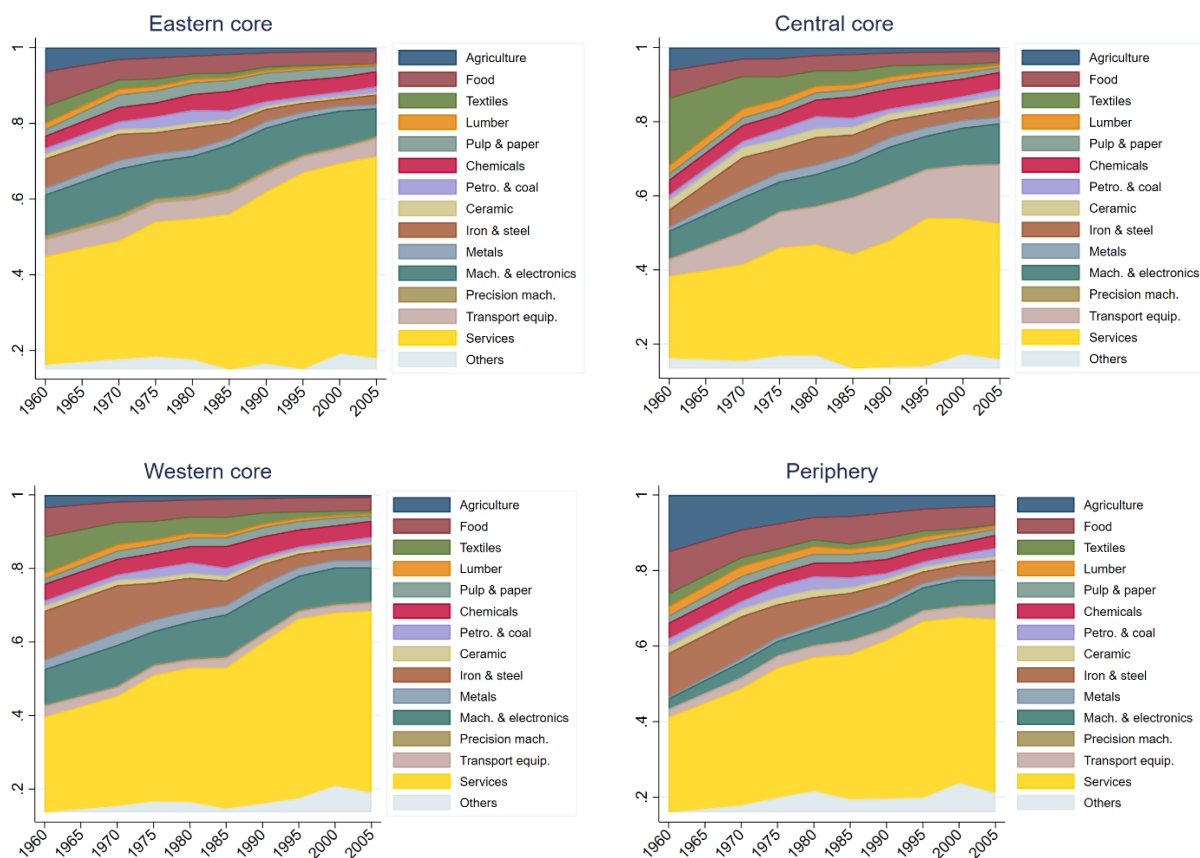 Eastern core
1
.8
.6
.4
.2
1960
1965
1970
1975
1980
1985
1990
1995
2000
2005
Agriculture
Food
Textiles
Lumber
Pulp & paper
Chemicals
Petro. & coal
Ceramic
Iron & steel
Metals
Mach. & electronics
Precision mach.
Transport equip.
Services
Others
Central core
1
.8
.6
.4
.2
1960
1965
1970
1975
1980
1985
1990
1995
2000
2005
Agriculture
Food
Textiles
Lumber
Pulp & paper
Chemicals
Petro. & coal
Ceramic
Iron & steel
Metals
Mach. & electronics
Precision mach.
Transport equip.
Services
Others
Western core
1
.8
.6
.4
.2
1960
1965
1970
1975
1980
1985
1990
1995
2000
2005
Agriculture
Food
Textiles
Lumber
Pulp & paper
Chemicals
Petro. & coal
Ceramic
Iron & steel
Metals
Mach. & electronics
Precision mach.
Transport equip.
Services
Others
Periphery
1
.8
.6
.4
.2
1960
1965
1970
1975
1980
1985
1990
1995
2000
2005
Agriculture
Food
Textiles
Lumber
Pulp & paper
Chemicals
Petro. & coal
Ceramic
Iron & steel
Metals
Mach. & electronics
Precision mach.
Transport equip.
Services
Others